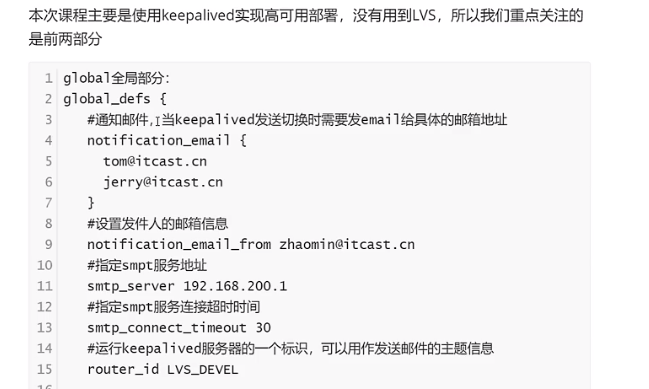 本次课程主要是使用keepalived实现高可用部署，没有用到LVS，所以我们重点关注的
是前两部分
1 global全局部分：
2 global_defs {
3 #通知邮件，当keepalived发送切换时需要发email给具体的邮箱地址
4 notification_email {
5 tom@itcast.cn
6 jerry@itcast.cn
7 }
8 #设置发件人的邮箱信息
9 notification_email_from zhaomin@itcast.cn
10 #指定smpt服务地址
11 smtp_server 192.168.200.1
12 #指定smpt服务连接超时时间
13 smtp_connect_timeout 30
14 #运行keepalived服务器的一个标识，可以用作发送邮件的主题信息
15 router_id LVS_DEVEL